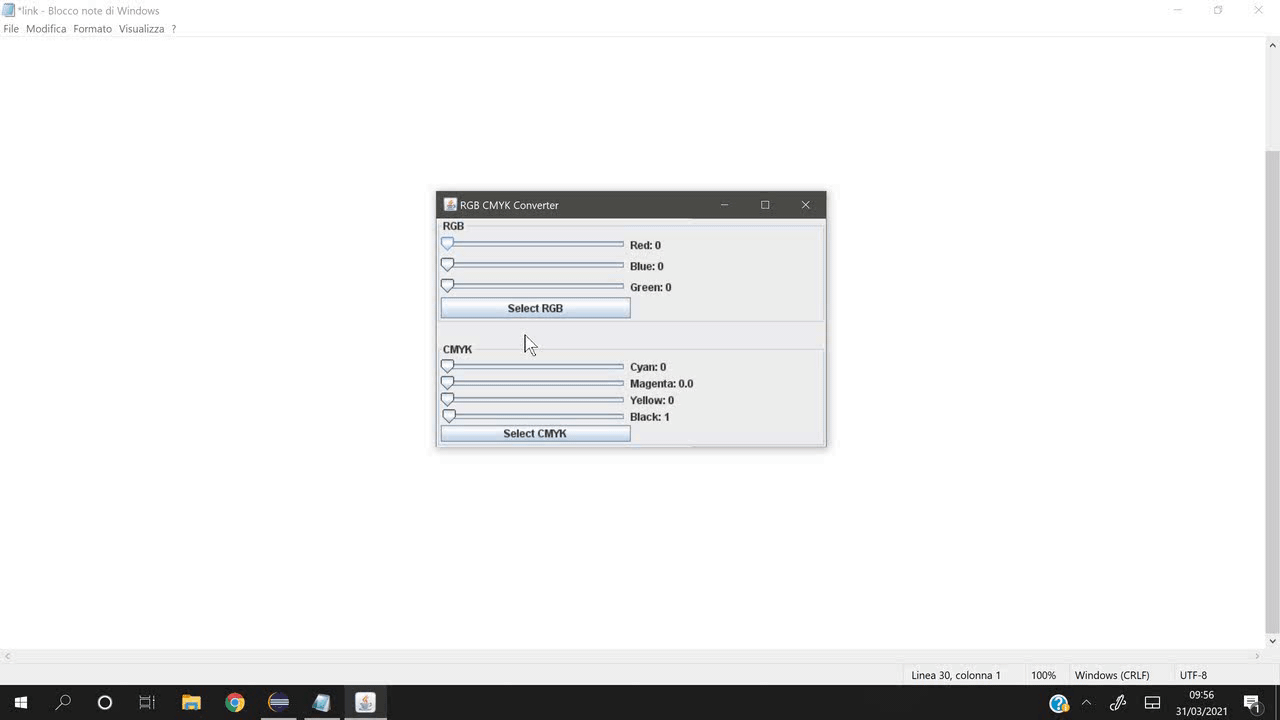 *link - Blocco note di Windows
File Modifica Formato Visualizza ?
RGB CMYK Converter
RGB
Red: 0
Blue: 0
Green: 0
Select RGB
CMYK
Cyan: 0
Magenta: 0.0
Yellow: 0
Black: 1
Select CMYK
Linea 30, colonna 1 100% Windows (CRLF) UTF-8
09:56
31/03/2021
1